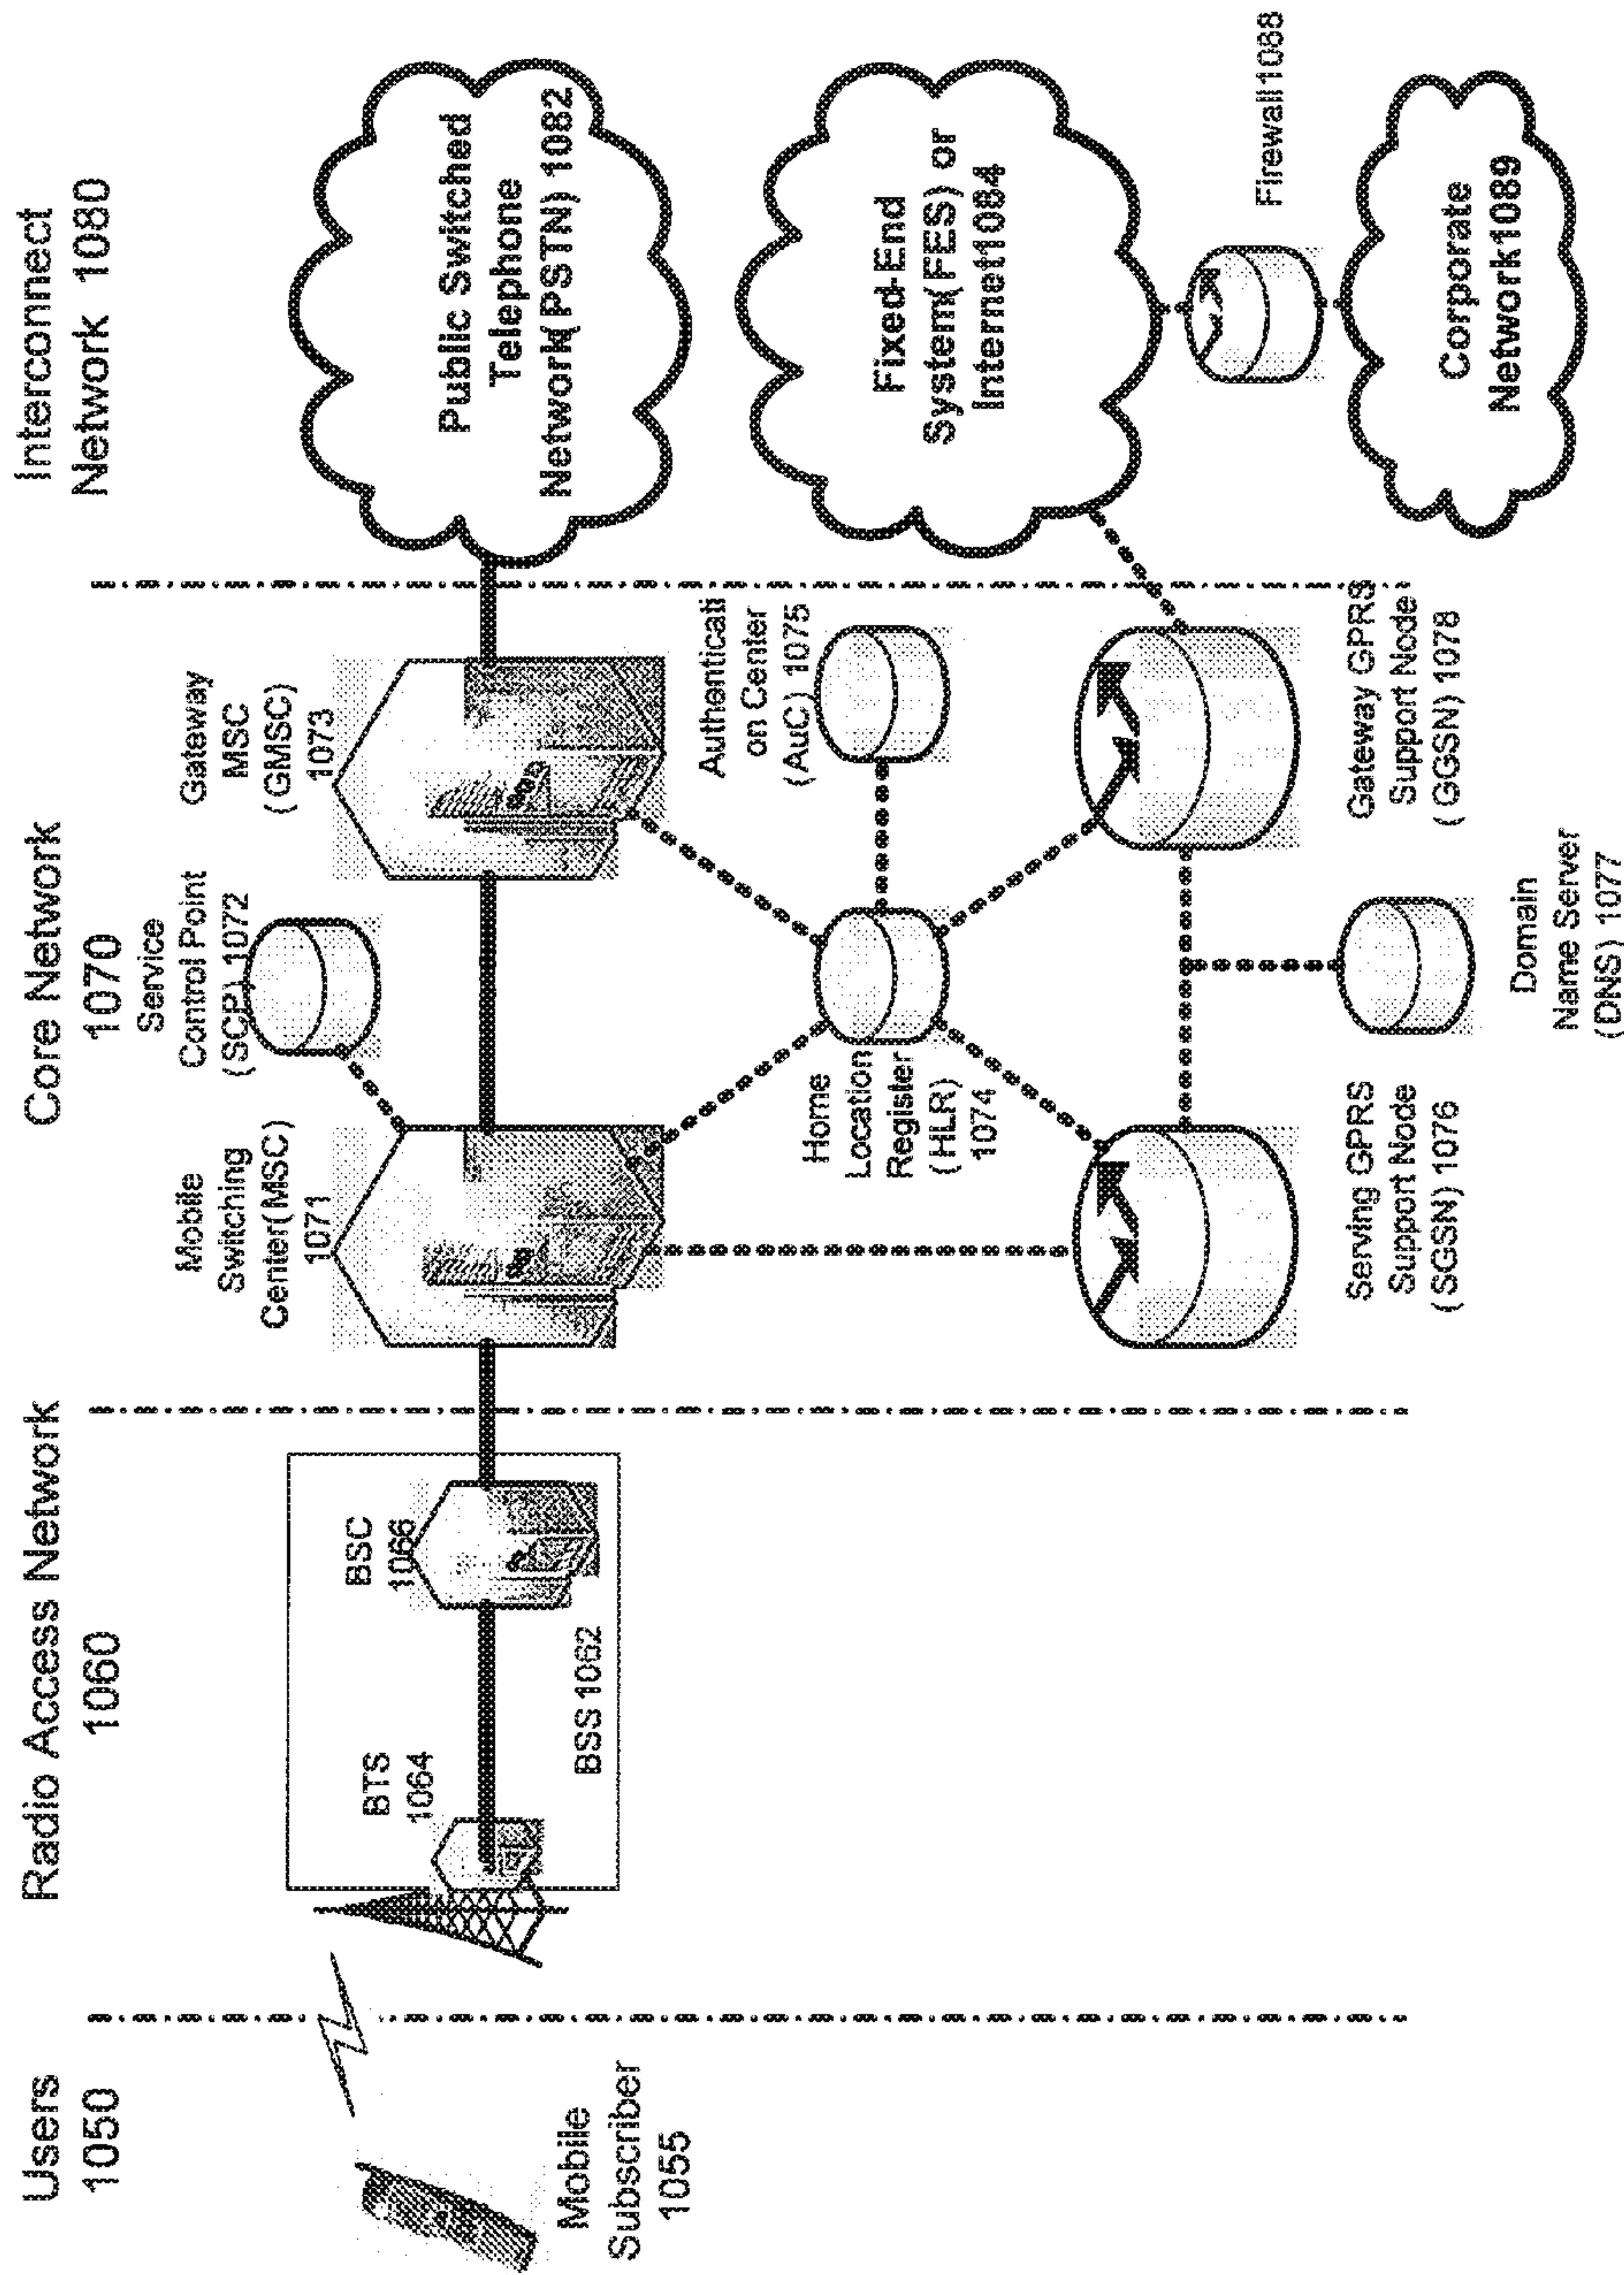 Users
1050
Radio Access Network
1060
Core Network
1070
Interconnect
Network 1080
Mobile
Subscriber
1055
BTS
1064
BSC
1066
BSS 1062
Mobile
Switching
Center(MSC)
1071
Service
Control Point
(SCP) 1072
Gateway
MSC
(GMSC)
1073
Public Switched
Telephone
Network(PSTN) 1082
Home
Location
Register
(HLR)
1074
Authenticati
on Center
(AuC) 1075
Fixed-End
System(FES) or
Internet1084
Serving GPRS
Support Node
(SGSN) 1076
Domain
Name Server
(DNS) 1077
Gateway GPRS
Support Node
(GGSN) 1078
Firewall1088
Corporate
Network1089